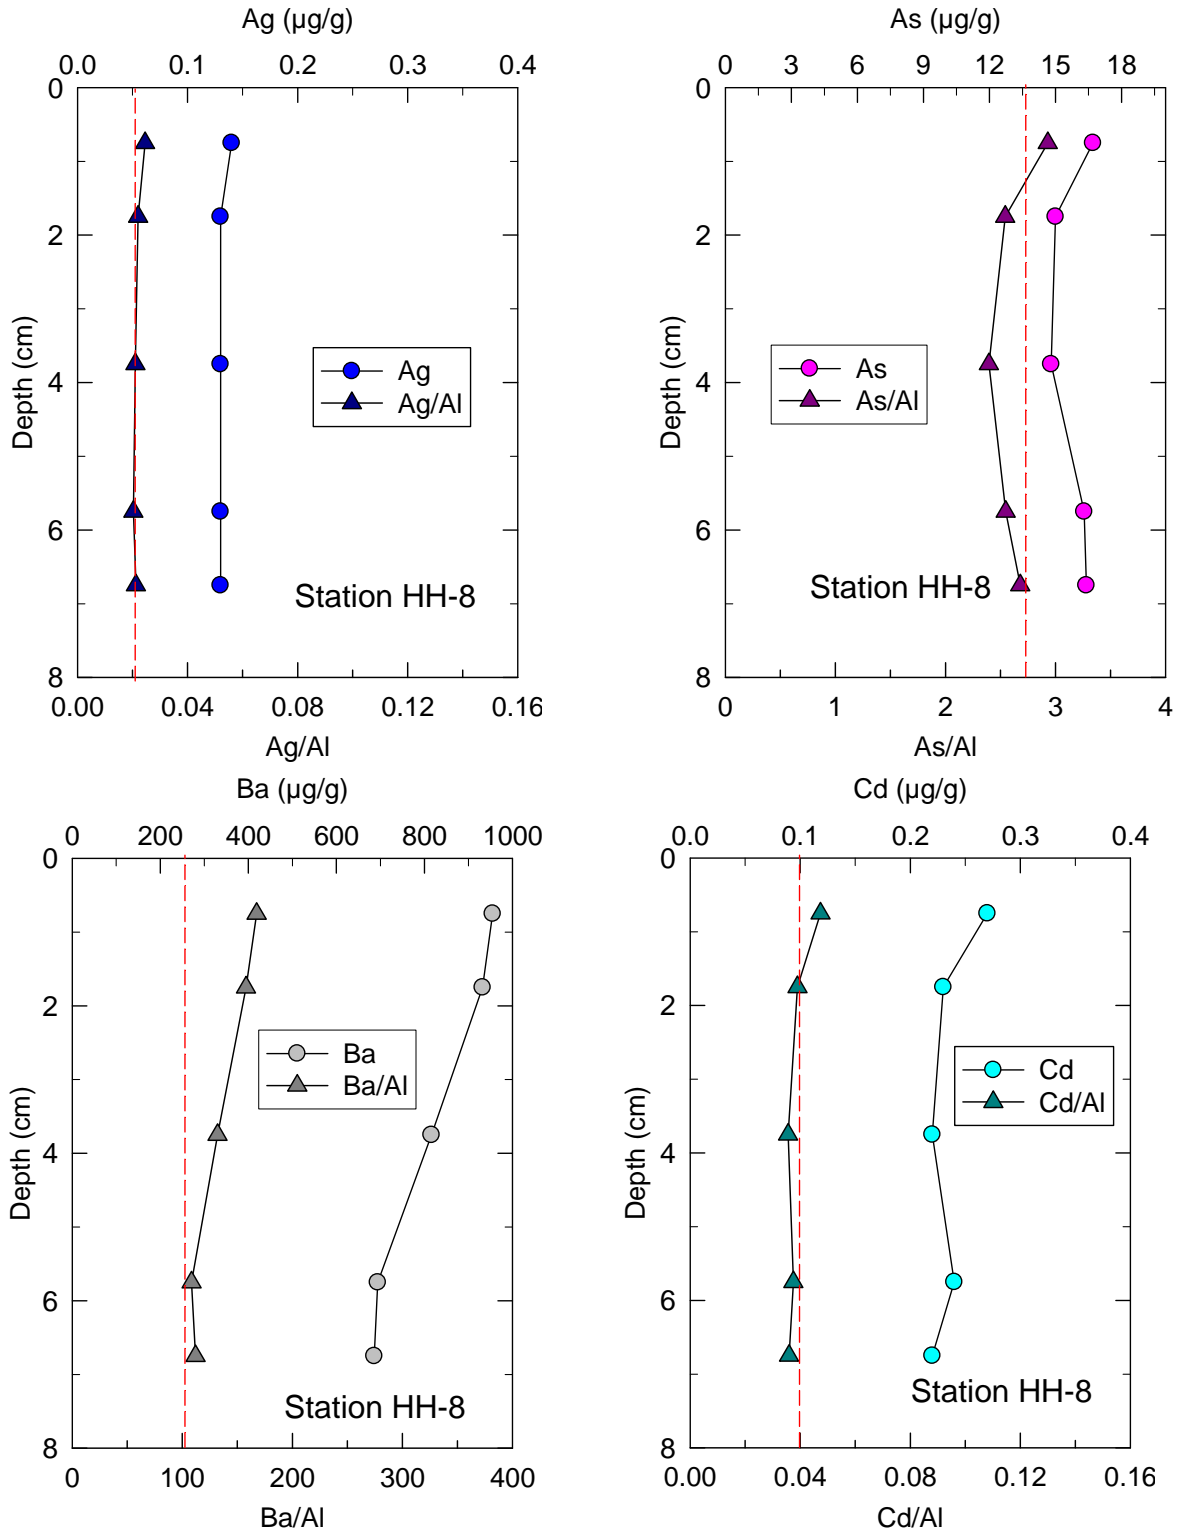 Ag (µg/g)
0.0 0.1 0.2 0.3 0.4
0
2
4
6
8
Depth (cm)
Ag
Ag/Al
Station HH-8
0.00 0.04 0.08 0.12 0.16
Ag/Al
As (µg/g)
0 3 6 9 12 15 18
0
2
4
6
8
Depth (cm)
As
As/Al
Station HH-8
0 1 2 3 4
As/Al
Ba (µg/g)
0 200 400 600 800 1000
0
2
4
6
8
Depth (cm)
Ba
Ba/Al
Station HH-8
0 100 200 300 400
Ba/Al
Cd (µg/g)
0.0 0.1 0.2 0.3 0.4
0
2
4
6
8
Depth (cm)
Cd
Cd/Al
Station HH-8
0.00 0.04 0.08 0.12 0.16
Cd/Al